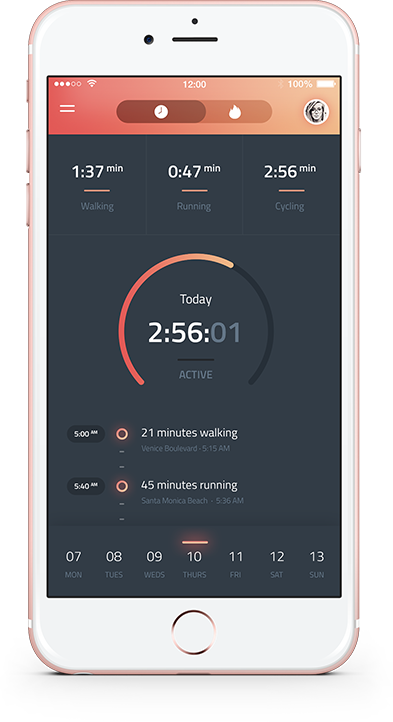 12:00
100%
1:37 min
0:47 min
2:56 min
Walking
Running
Cycling
Today
2:56:01
ACTIVE
5:00 AM
21 minutes walking
Venice Boulevard · 5:15 AM
5:40 AM
45 minutes running
Santa Monica Beach · 5:36 AM
07 08 09 10 11 12 13
MON TUES WEDS THURS FRI SAT SUN